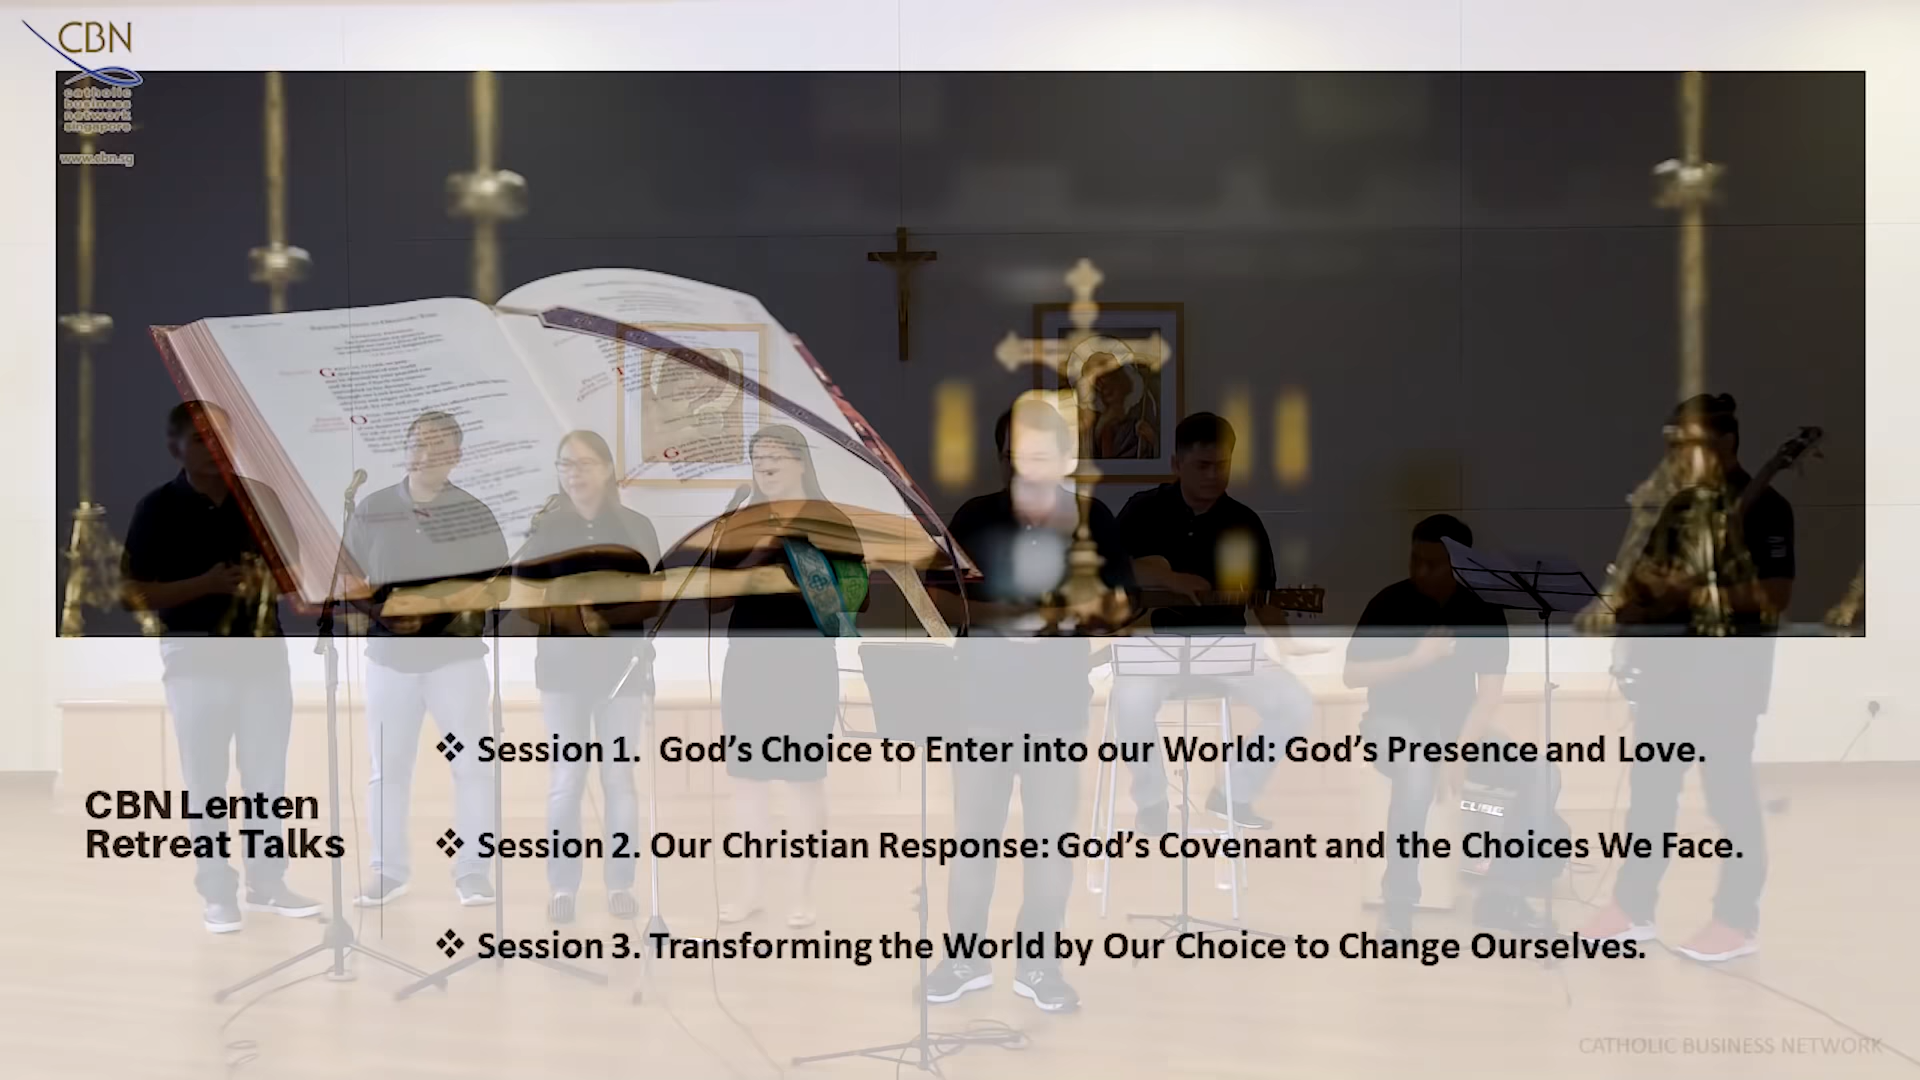 CBN
catholic
business
network
singapore
www.cbn.sg
CBN Lenten
Retreat Talks
❖ Session 1. God’s Choice to Enter into our World: God’s Presence and Love.
❖ Session 2. Our Christian Response: God’s Covenant and the Choices We Face.
❖ Session 3. Transforming the World by Our Choice to Change Ourselves.
CUBE
CATHOLIC BUSINESS NETWORK